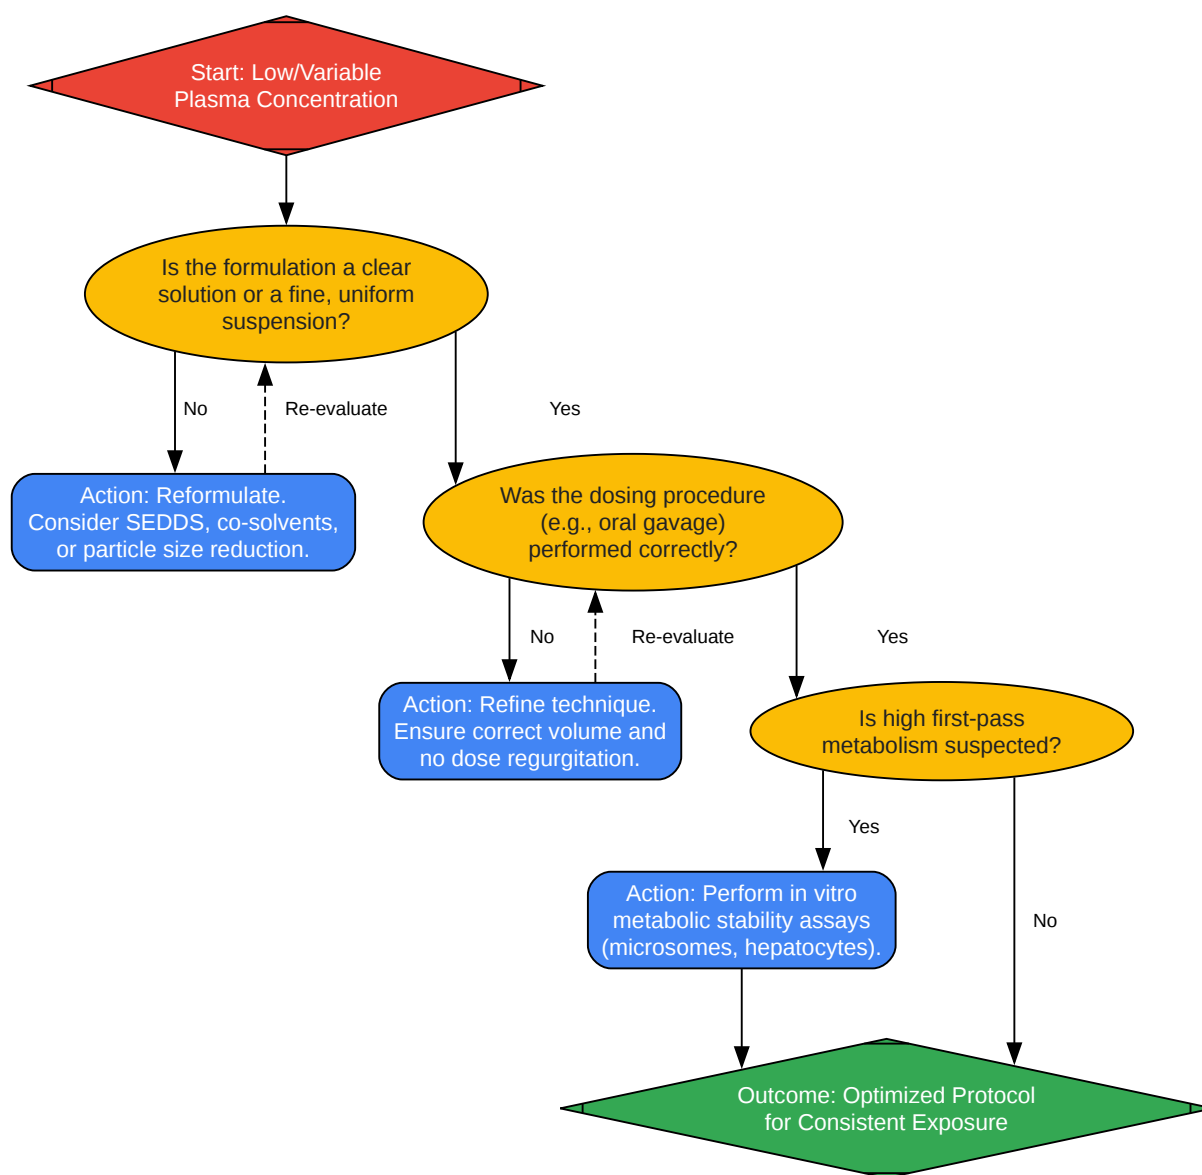 Start: Low/Variable
Plasma Concentration
Is the formulation a clear
solution or a fine, uniform
suspension?
No
Re-evaluate
Yes
Action: Reformulate.
Consider SEDDS, co-solvents,
or particle size reduction.
Was the dosing procedure
(e.g., oral gavage)
performed correctly?
No
Re-evaluate
Yes
Action: Refine technique.
Ensure correct volume and
no dose regurgitation.
Is high first-pass
metabolism suspected?
Yes
No
Action: Perform in vitro
metabolic stability assays
(microsomes, hepatocytes).
Outcome: Optimized Protocol
for Consistent Exposure